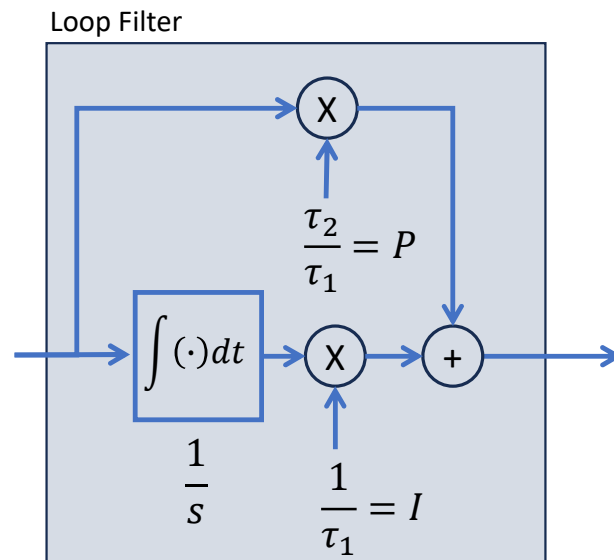 Loop Filter
X
τ₂/τ₁ = P
∫(·)dt
X
+
1/s
1/τ₁ = I